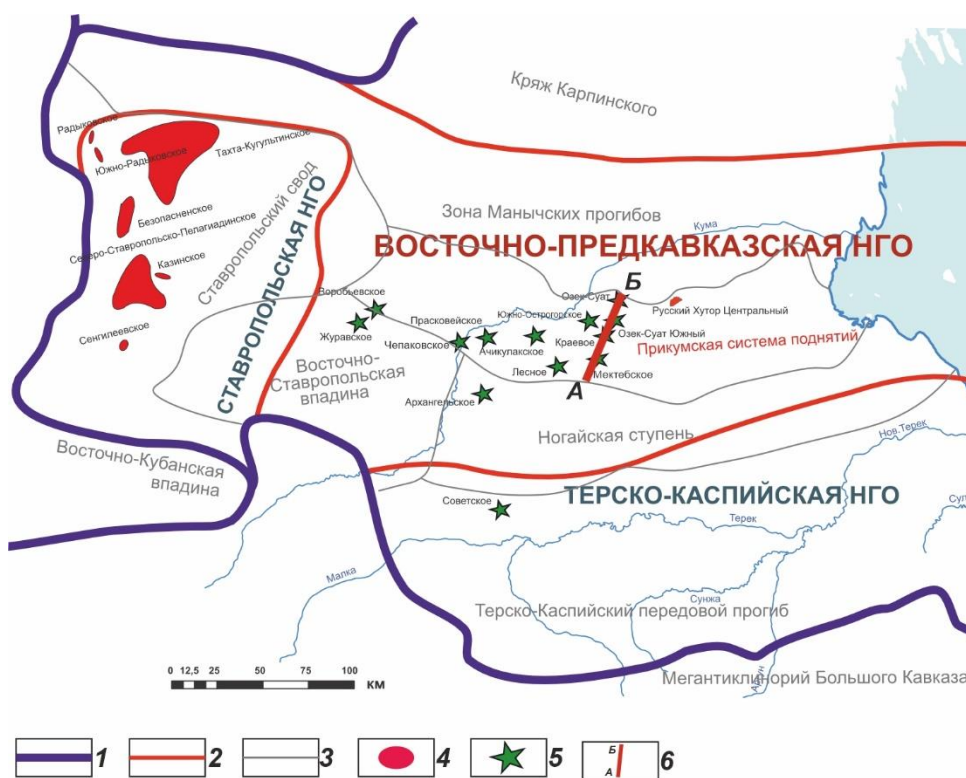 Кряж Карпинского
Радыковское
Южно-Радыковское
Тахта-Кугультинское
Безопасненское
Северо-Ставропольско-Пелагиадинское
Казинское
Сенгилеевское
Ставропольский свод
СТАВРОПОЛЬСКАЯ НГО
Зона Манычских прогибов
Кума
ВОСТОЧНО-ПРЕДКАВКАЗСКАЯ НГО
Б
Воробьевское
Озек-Суат
Русский Хутор Центральный
Прасковейское
Южно-Острогорское
Журавское
Чепаковское
Ачикулакское
Краевое
Озек-Суат Южный
Прикумская система поднятий
Восточно-
Ставропольская
впадина
Лесное
Мектебское
А
Архангельское
Ногайская ступень
Нов.Терек
Восточно-Кубанская
впадина
ТЕРСКО-КАСПИЙСКАЯ НГО
Советское
Терек
Сул
Малка
Сунжа
Терско-Каспийский передовой прогиб
Аргун
Мегантиклинорий Большого Кавказа
0 12,5 25 50 75 100
КМ
1 2 3 4 5 Б А 6